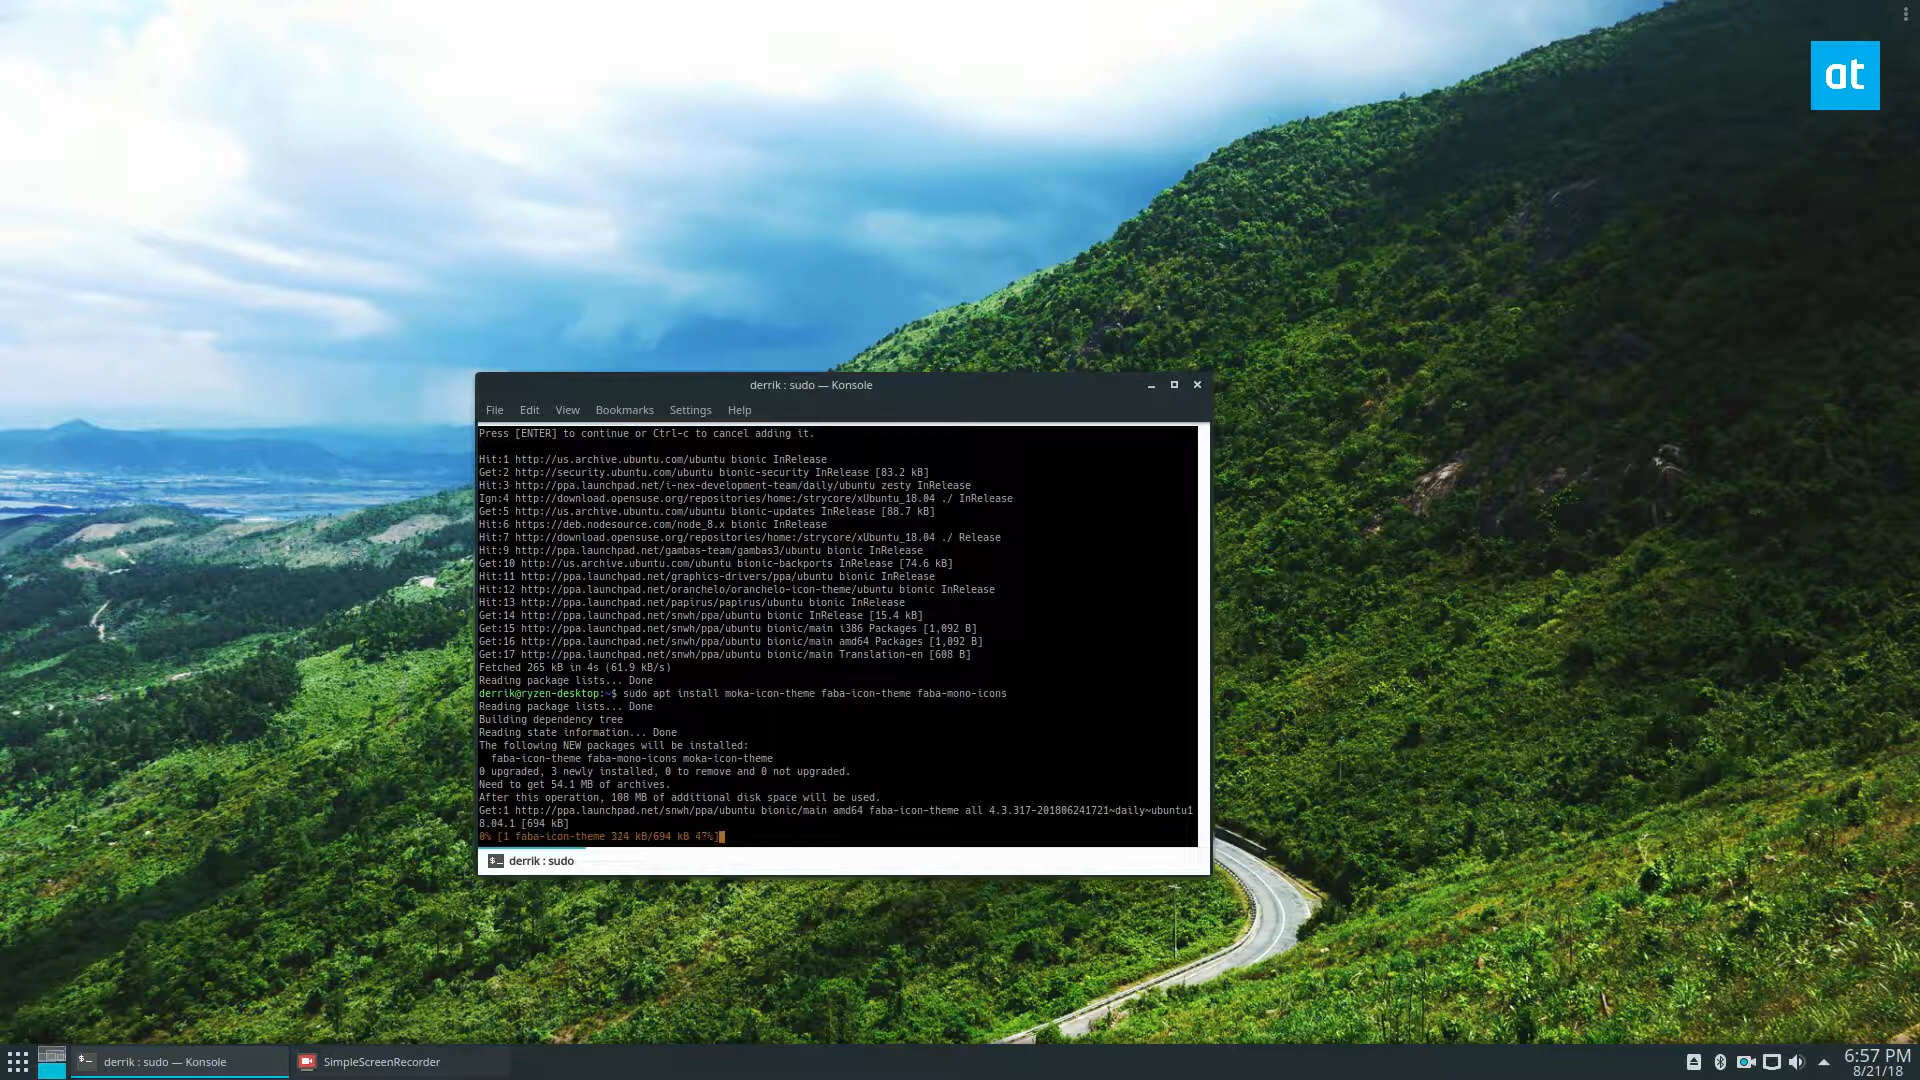 at
derrik : sudo — Konsole
File Edit View Bookmarks Settings Help
Press [ENTER] to continue or Ctrl-c to cancel adding it.
Hit:1 http://us.archive.ubuntu.com/ubuntu bionic InRelease
Get:2 http://security.ubuntu.com/ubuntu bionic-security InRelease [83.2 kB]
Hit:3 http://ppa.launchpad.net/i-nex-development-team/daily/ubuntu zesty InRelease
Ign:4 http://download.opensuse.org/repositories/home:/strycore/xUbuntu_18.04 ./ InRelease
Get:5 http://us.archive.ubuntu.com/ubuntu bionic-updates InRelease [88.7 kB]
Hit:6 https://deb.nodesource.com/node_8.x bionic InRelease
Hit:7 http://download.opensuse.org/repositories/home:/strycore/xUbuntu_18.04 ./ Release
Hit:9 http://ppa.launchpad.net/gambas-team/gambas3/ubuntu bionic InRelease
Get:10 http://us.archive.ubuntu.com/ubuntu bionic-backports InRelease [74.6 kB]
Hit:11 http://ppa.launchpad.net/graphics-drivers/ppa/ubuntu bionic InRelease
Hit:12 http://ppa.launchpad.net/oranchelo/oranchelo-icon-theme/ubuntu bionic InRelease
Hit:13 http://ppa.launchpad.net/papirus/papirus/ubuntu bionic InRelease
Get:14 http://ppa.launchpad.net/snwh/ppa/ubuntu bionic InRelease [15.4 kB]
Get:15 http://ppa.launchpad.net/snwh/ppa/ubuntu bionic/main i386 Packages [1,092 B]
Get:16 http://ppa.launchpad.net/snwh/ppa/ubuntu bionic/main amd64 Packages [1,092 B]
Get:17 http://ppa.launchpad.net/snwh/ppa/ubuntu bionic/main Translation-en [608 B]
Fetched 265 kB in 4s (61.9 kB/s)
Reading package lists... Done
derrik@ryzen-desktop:~$ sudo apt install moka-icon-theme faba-icon-theme faba-mono-icons
Reading package lists... Done
Building dependency tree
Reading state information... Done
The following NEW packages will be installed:
faba-icon-theme faba-mono-icons moka-icon-theme
0 upgraded, 3 newly installed, 0 to remove and 0 not upgraded.
Need to get 54.1 MB of archives.
After this operation, 108 MB of additional disk space will be used.
Get:1 http://ppa.launchpad.net/snwh/ppa/ubuntu bionic/main amd64 faba-icon-theme all 4.3.317-201806241721~daily~ubuntu1
8.04.1 [694 kB]
0% [1 faba-icon-theme 324 kB/694 kB 47%]
derrik : sudo
derrik : sudo — Konsole
SimpleScreenRecorder
6:57 PM
8/21/18